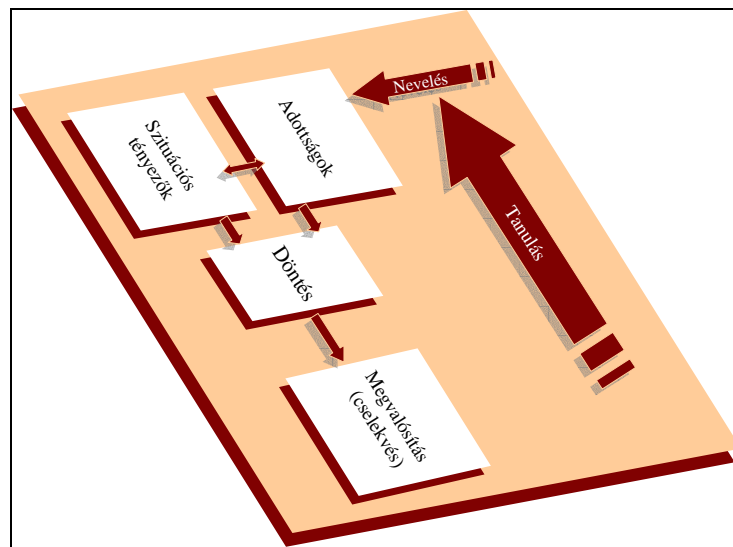 Nevelés
Adottságok
Szituációs
tényezők
Tanulás
Döntés
Megvalósítás
(cselekvés)